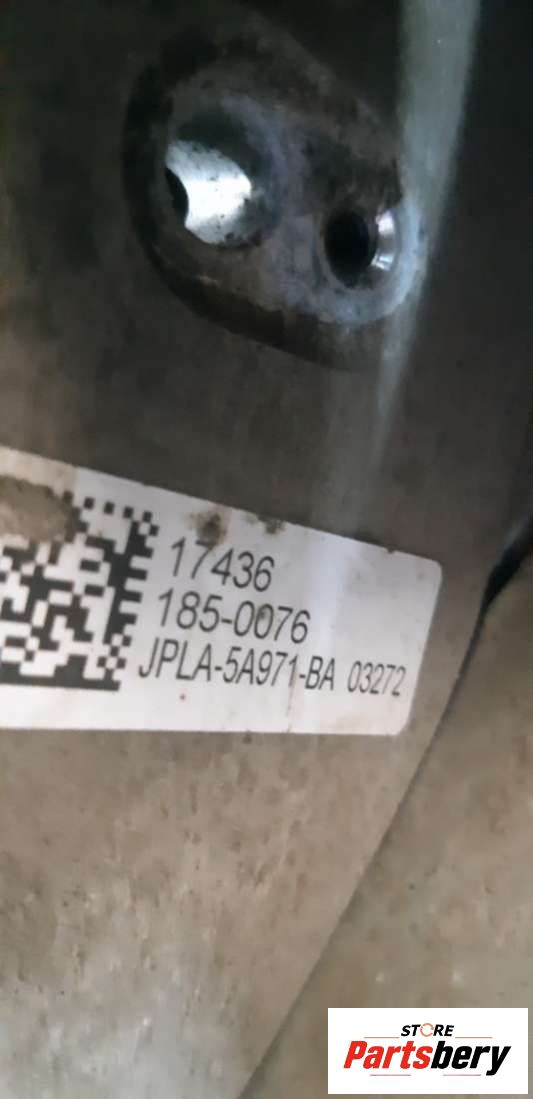 17436
185-0076
JPLA-5A971-BA 03272
STORE
Partsbery